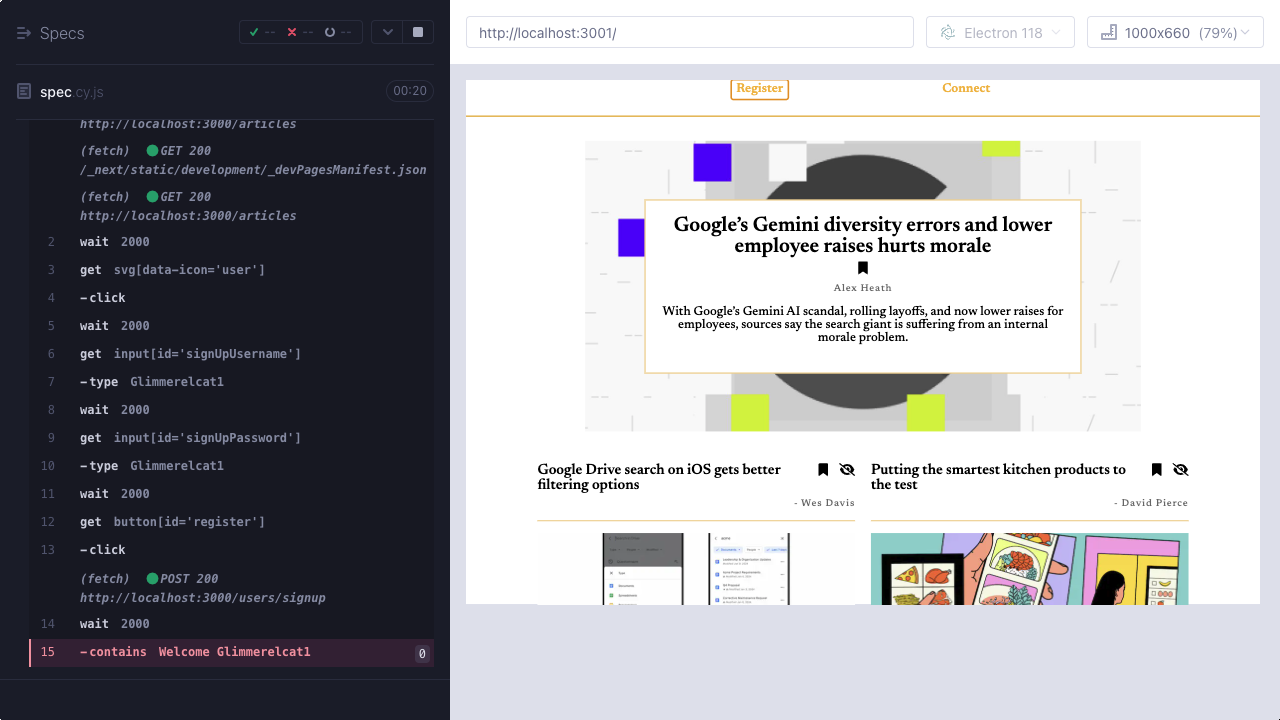 Specs
-- -- --
spec.cy.js
00:20
http://localhost:3000/articles
(fetch) GET 200
/_next/static/development/_devPagesManifest.json
(fetch) GET 200
http://localhost:3000/articles
2 wait 2000
3 get svg[data-icon='user']
4 -click
5 wait 2000
6 get input[id='signUpUsername']
7 -type Glimmerelcat1
8 wait 2000
9 get input[id='signUpPassword']
10 -type Glimmerelcat1
11 wait 2000
12 get button[id='register']
13 -click
(fetch) POST 200
http://localhost:3000/users/signup
14 wait 2000
15 -contains Welcome Glimmerelcat1 0
http://localhost:3001/
Electron 118
1000x660 (79%)
Register
Connect
Google’s Gemini diversity errors and lower
employee raises hurts morale
Alex Heath
With Google’s Gemini AI scandal, rolling layoffs, and now lower raises for
employees, sources say the search giant is suffering from an internal
morale problem.
Google Drive search on iOS gets better
filtering options
- Wes Davis
Putting the smartest kitchen products to
the test
- David Pierce